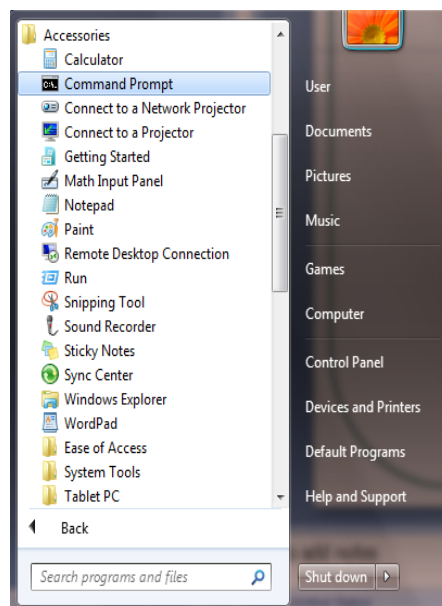 Accessories
Calculator
Command Prompt
Connect to a Network Projector
Connect to a Projector
Getting Started
Math Input Panel
Notepad
Paint
Remote Desktop Connection
Run
Snipping Tool
Sound Recorder
Sticky Notes
Sync Center
Windows Explorer
WordPad
Ease of Access
System Tools
Tablet PC
Back
Search programs and files
User
Documents
Pictures
Music
Games
Computer
Control Panel
Devices and Printers
Default Programs
Help and Support
Shut down